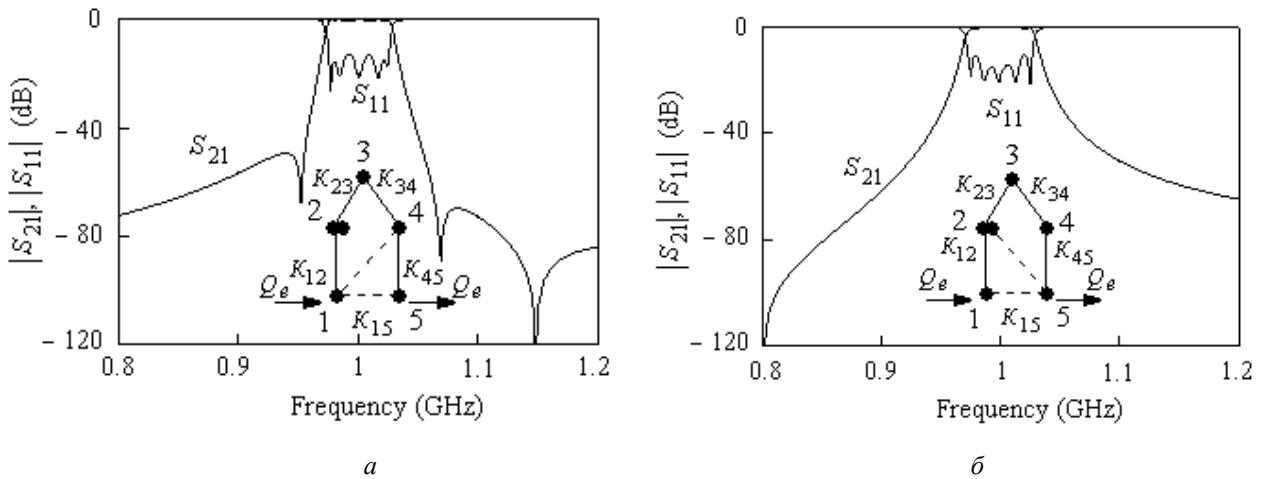 0
– 40
– 80
– 120
|S21|, |S11| (dB)
S11
S21
3
K23 K34
2 4
K12 K45
Qe Qe
1 5
K15
0.8 0.9 1 1.1 1.2
Frequency (GHz)
а
0
– 40
– 80
– 120
|S21|, |S11| (dB)
S11
S21
3
K23 K34
2 4
K12 K45
Qe Qe
1 5
K15
0.8 0.9 1 1.1 1.2
Frequency (GHz)
б